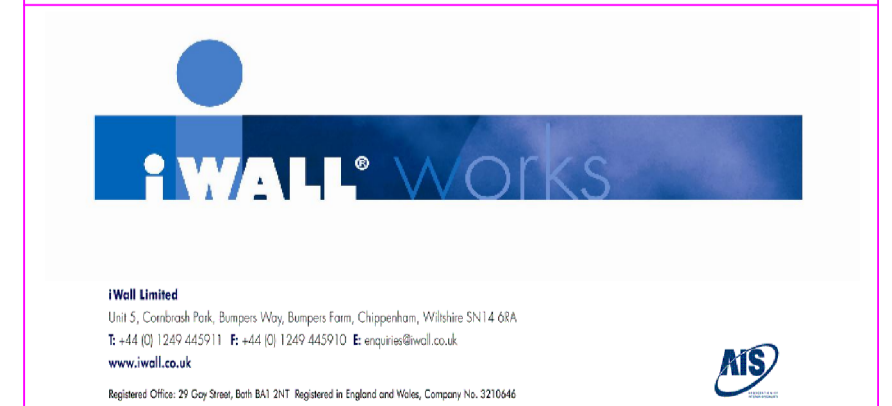 i WALL® works
iWall Limited
Unit 5, Cornbrash Park, Bumpers Way, Bumpers Farm, Chippenham, Wiltshire SN14 6RA
T: +44 (0) 1249 445911 F: +44 (0) 1249 445910 E: enquiries@iwall.co.uk
www.iwall.co.uk
AIS
Registered Office: 29 Gay Street, Bath BA1 2NT Registered in England and Wales, Company No. 3210646